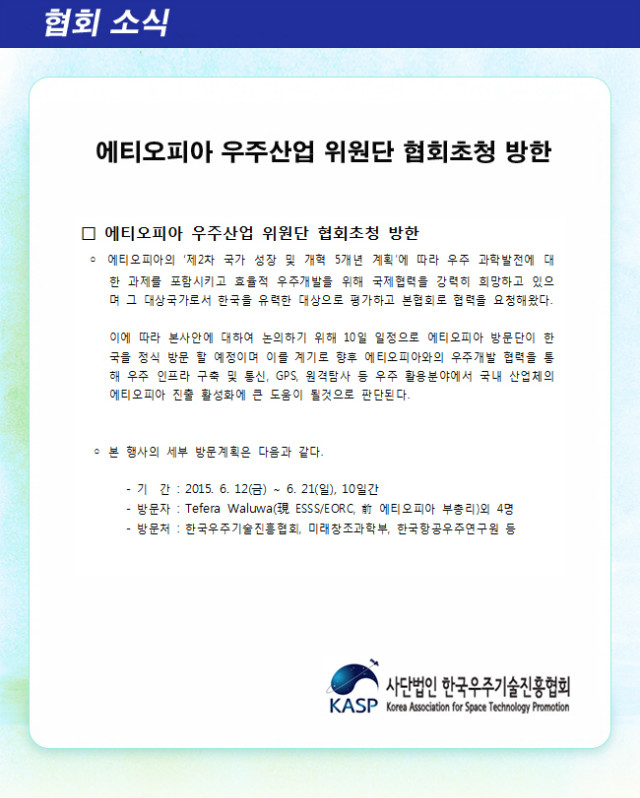 협회 소식
에티오피아 우주산업 위원단 협회초청 방한
□ 에티오피아 우주산업 위원단 협회초청 방한
○ 에티오피아의 '제2차 국가 성장 및 개혁 5개년 계획'에 따라 우주 과학발전에 대
한 과제를 포함시키고 효율적 우주개발을 위해 국제협력을 강력히 희망하고 있으
며 그 대상국가로서 한국을 유력한 대상으로 평가하고 본협회로 협력을 요청해왔다.
이에 따라 본사안에 대하여 논의하기 위해 10일 일정으로 에티오피아 방문단이 한
국을 정식 방문 할 예정이며 이를 계기로 향후 에티오피아와의 우주개발 협력을 통
해 우주 인프라 구축 및 통신, GPS, 원격탐사 등 우주 활용분야에서 국내 산업체의
에티오피아 진출 활성화에 큰 도움이 될것으로 판단된다.
○ 본 행사의 세부 방문계획은 다음과 같다.
- 기 간 : 2015. 6. 12(금) ~ 6. 21(일), 10일간
- 방문자 : Tefera Waluwa(現 ESSS/EORC, 前 에티오피아 부총리)외 4명
- 방문처 : 한국우주기술진흥협회, 미래창조과학부, 한국항공우주연구원 등
KASP 사단법인 한국우주기술진흥협회
Korea Association for Space Technology Promotion